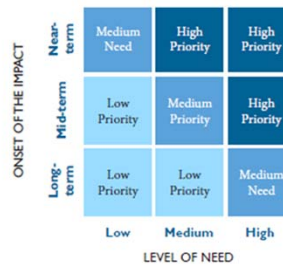 ONSET OF THE IMPACT
Near-
term
Medium
Need
High
Priority
High
Priority
Mid-term
Low
Priority
Medium
Priority
High
Priority
Long-
term
Low
Priority
Low
Priority
Medium
Need
Low
Medium
High
LEVEL OF NEED